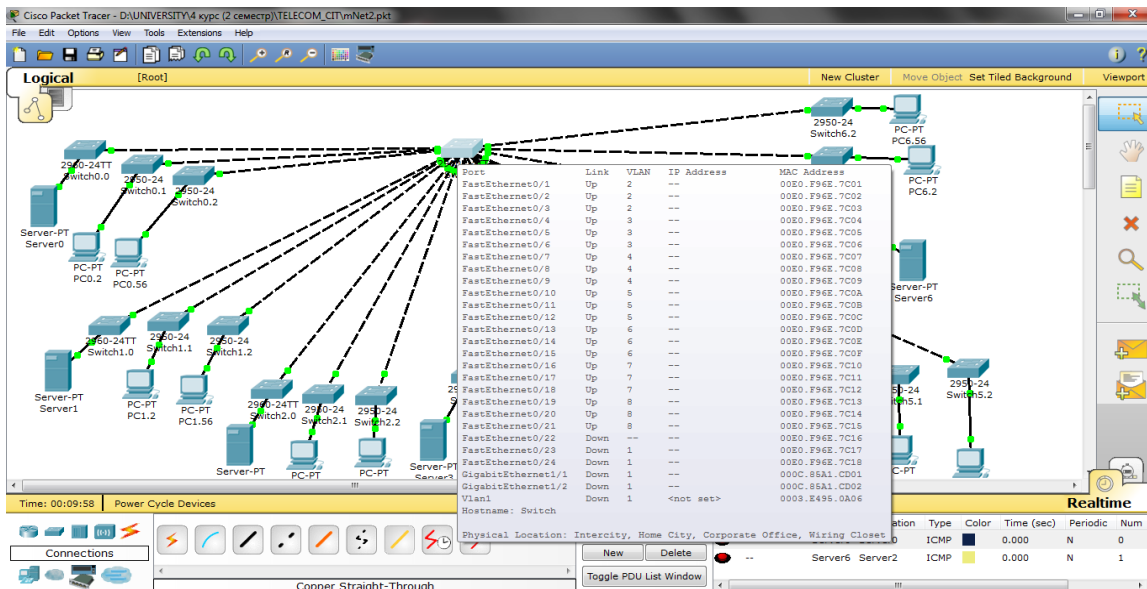 Cisco Packet Tracer - D:\UNIVERSITY\4 курс (2 семестр)\TELECOM_CIT\mNet2.pkt
File Edit Options View Tools Extensions Help
Logical [Root] New Cluster Move Object Set Tiled Background Viewport
2950-24
Switch6.2
PC-PT
PC6.56
2960-24TT
Switch0.0
2950-24
Switch0.1
2950-24
Switch0.2
PC-PT
PC6.2
Server-PT
Server0
PC-PT
PC0.2
PC-PT
PC0.56
Server-PT
Server6
2960-24TT
Switch1.0
2950-24
Switch1.1
2950-24
Switch1.2
Server-PT
Server1
PC-PT
PC1.2
PC-PT
PC1.56
2960-24TT
Switch2.0
2950-24
Switch2.1
2950-24
Switch2.2
2950-24
Switch5.2
Server-PT
PC-PT
PC-PT
Server-PT
PC-PT
PC-PT
Port Link VLAN IP Address MAC Address
FastEthernet0/1 Up 2 -- 00E0.F96E.7C01
FastEthernet0/2 Up 2 -- 00E0.F96E.7C02
FastEthernet0/3 Up 2 -- 00E0.F96E.7C03
FastEthernet0/4 Up 3 -- 00E0.F96E.7C04
FastEthernet0/5 Up 3 -- 00E0.F96E.7C05
FastEthernet0/6 Up 3 -- 00E0.F96E.7C06
FastEthernet0/7 Up 4 -- 00E0.F96E.7C07
FastEthernet0/8 Up 4 -- 00E0.F96E.7C08
FastEthernet0/9 Up 4 -- 00E0.F96E.7C09
FastEthernet0/10 Up 5 -- 00E0.F96E.7C0A
FastEthernet0/11 Up 5 -- 00E0.F96E.7C0B
FastEthernet0/12 Up 5 -- 00E0.F96E.7C0C
FastEthernet0/13 Up 6 -- 00E0.F96E.7C0D
FastEthernet0/14 Up 6 -- 00E0.F96E.7C0E
FastEthernet0/15 Up 6 -- 00E0.F96E.7C0F
FastEthernet0/16 Up 7 -- 00E0.F96E.7C10
FastEthernet0/17 Up 7 -- 00E0.F96E.7C11
FastEthernet0/18 Up 7 -- 00E0.F96E.7C12
FastEthernet0/19 Up 8 -- 00E0.F96E.7C13
FastEthernet0/20 Up 8 -- 00E0.F96E.7C14
FastEthernet0/21 Up 8 -- 00E0.F96E.7C15
FastEthernet0/22 Down -- -- 00E0.F96E.7C16
FastEthernet0/23 Down 1 -- 00E0.F96E.7C17
FastEthernet0/24 Down 1 -- 00E0.F96E.7C18
GigabitEthernet1/1 Down 1 -- 000C.85A1.CD01
GigabitEthernet1/2 Down 1 -- 000C.85A1.CD02
Vlan1 Down 1 <not set> 0003.E495.0A06
Hostname: Switch
Physical Location: Intercity, Home City, Corporate Office, Wiring Closet
Time: 00:09:58 Power Cycle Devices Realtime
Type Color Time (sec) Periodic Num
ICMP 0.000 N 0
-- Server6 Server2 ICMP 0.000 N 1
Connections
New Delete
Toggle PDU List Window
Copper Straight-Through